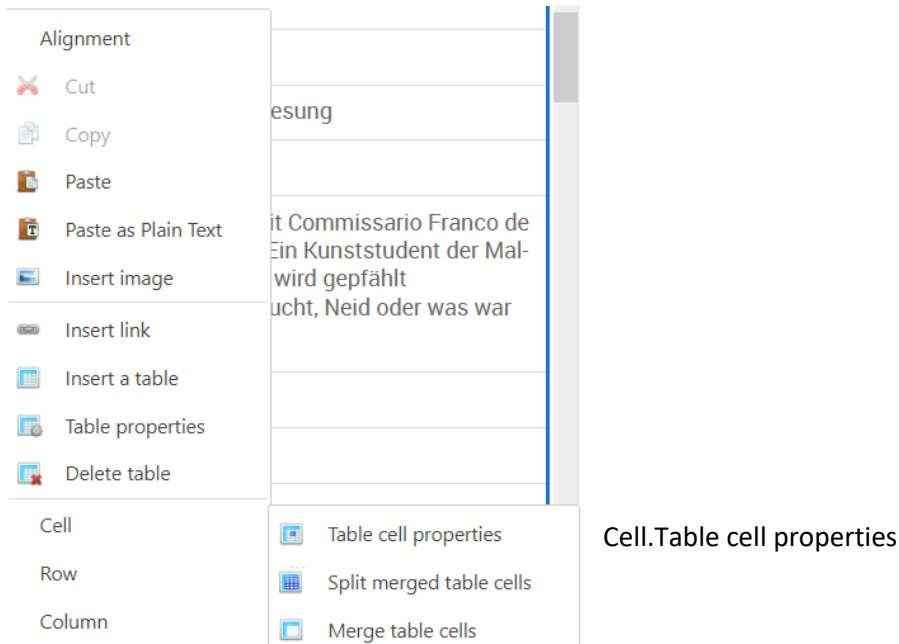 Alignment
Cut
Copy
Paste
Paste as Plain Text
Insert image
Insert link
Insert a table
Table properties
Delete table
Cell
Row
Column
esung
it Commissario Franco de
Ein Kunststudent der Mal-
wird gepfählt
ucht, Neid oder was war
Table cell properties
Split merged table cells
Merge table cells
Cell.Table cell properties